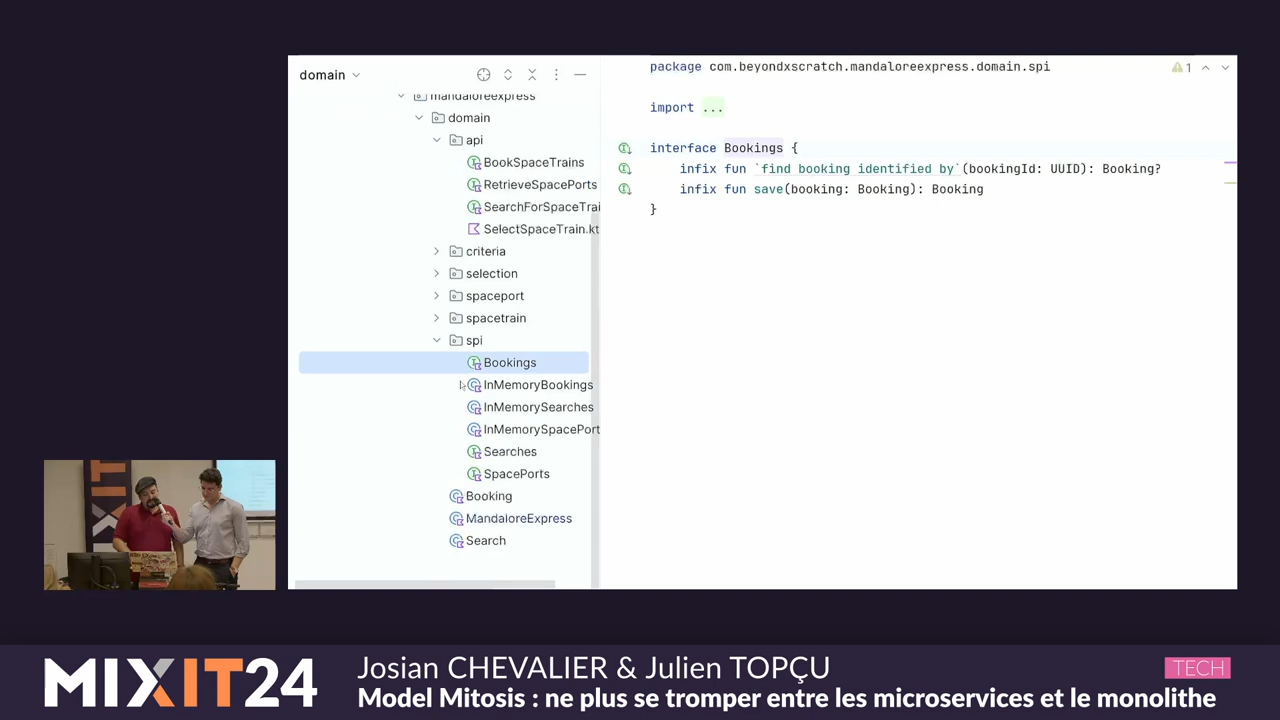 domain
mandaloreexpress
domain
api
BookSpaceTrains
RetrieveSpacePorts
SearchForSpaceTrai
SelectSpaceTrain.kt
criteria
selection
spaceport
spacetrain
spi
Bookings
InMemoryBookings
InMemorySearches
InMemorySpacePort
Searches
SpacePorts
Booking
MandaloreExpress
Search
package com.beyondxscratch.mandaloreexpress.domain.spi
1
import ...
interface Bookings {
infix fun `find booking identified by`(bookingId: UUID): Booking?
infix fun save(booking: Booking): Booking
}
MIXIT
MIXIT24
Josian CHEVALIER & Julien TOPÇU
TECH
Model Mitosis : ne plus se tromper entre les microservices et le monolithe